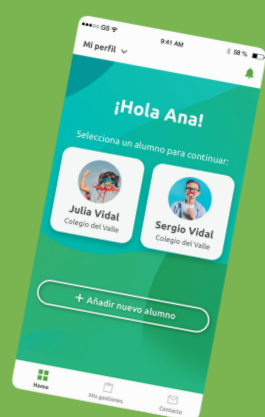 GS
9:41 AM
58 %
Mi perfil
¡Hola Ana!
Selecciona un alumno para continuar:
Julia Vidal
Colegio del Valle
Sergio Vidal
Colegio del Valle
+ Añadir nuevo alumno
Home
Mis gestiones
Contacto